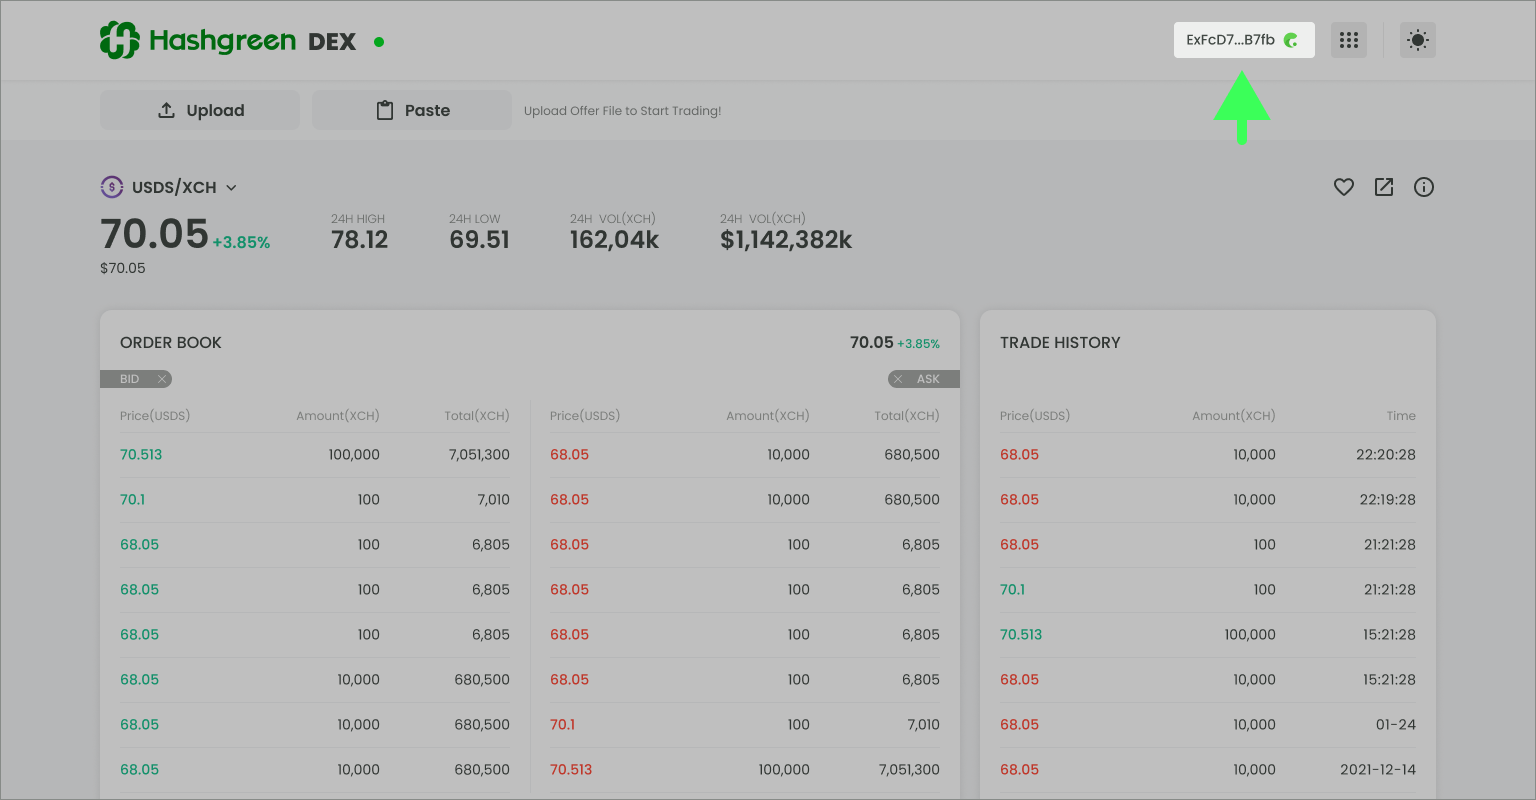 Hashgreen DEX
ExFcD7...B7fb
Upload
Paste
Upload Offer File to Start Trading!
USDS/XCH
70.05 +3.85%
$70.05
24H HIGH
78.12
24H LOW
69.51
24H VOL(XCH)
162,04k
24H VOL(XCH)
$1,142,382k
ORDER BOOK
70.05 +3.85%
BID
ASK
Price(USDS) Amount(XCH) Total(XCH) Price(USDS) Amount(XCH) Total(XCH)
70.513 100,000 7,051,300 68.05 10,000 680,500
70.1 100 7,010 68.05 10,000 680,500
68.05 100 6,805 68.05 100 6,805
68.05 100 6,805 68.05 100 6,805
68.05 100 6,805 68.05 100 6,805
68.05 10,000 680,500 68.05 100 6,805
68.05 10,000 680,500 70.1 100 7,010
68.05 10,000 680,500 70.513 100,000 7,051,300
TRADE HISTORY
Price(USDS) Amount(XCH) Time
68.05 10,000 22:20:28
68.05 10,000 22:19:28
68.05 100 21:21:28
70.1 100 21:21:28
70.513 100,000 15:21:28
68.05 10,000 15:21:28
68.05 10,000 01-24
68.05 10,000 2021-12-14